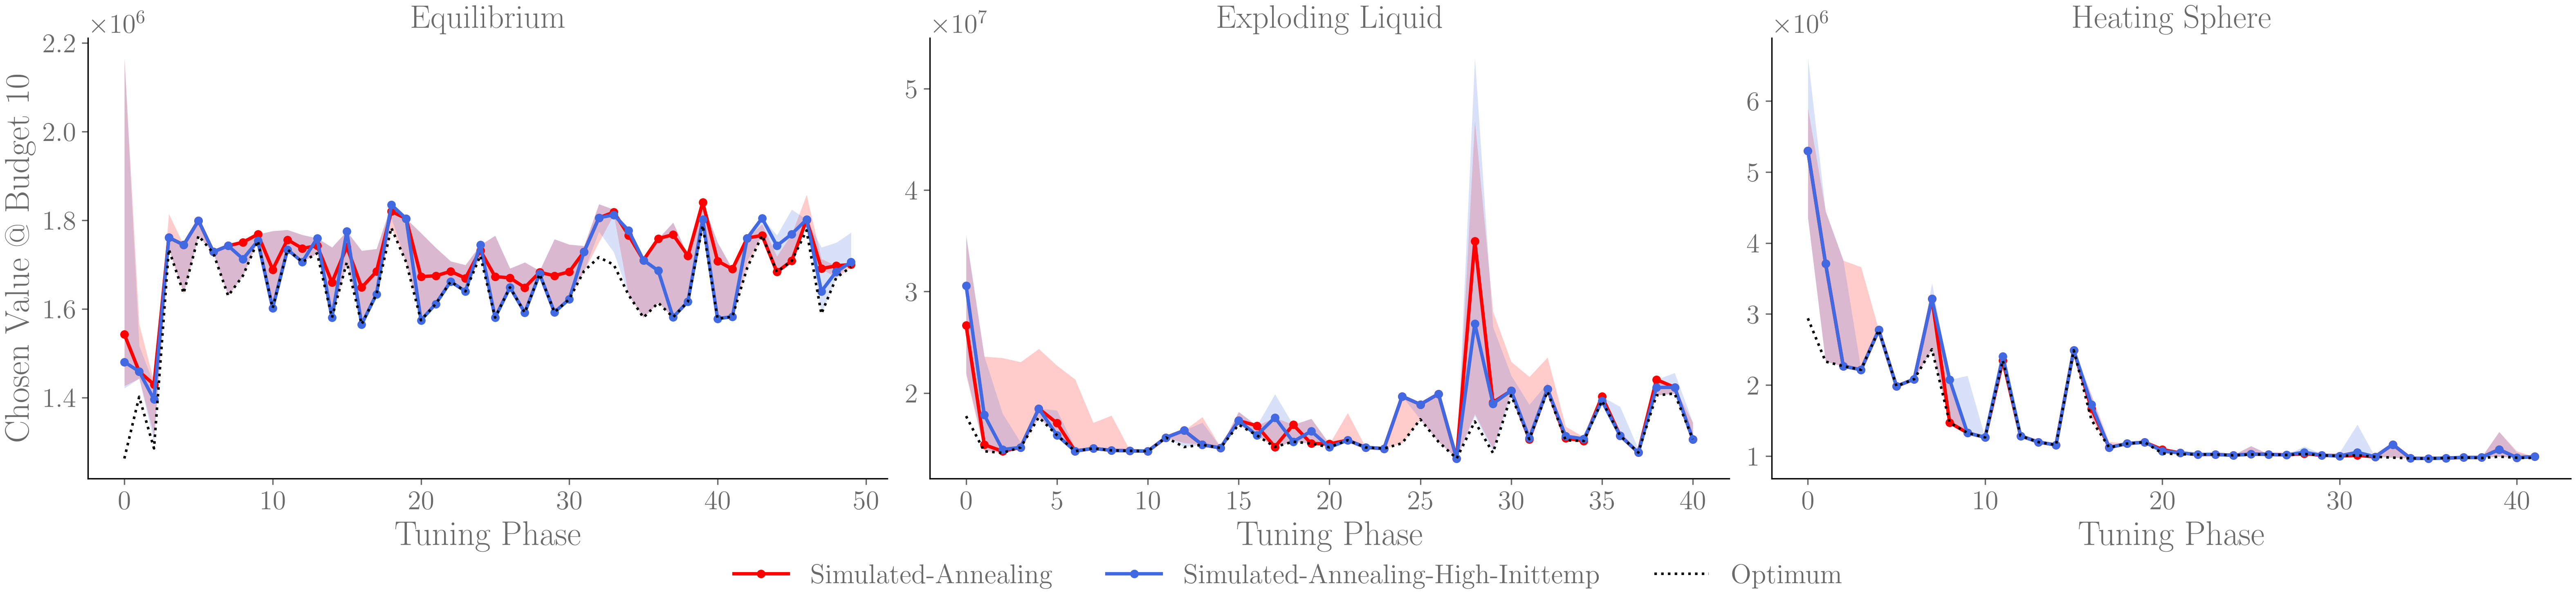 Equilibrium
×10⁶
2.2
2.0
1.8
1.6
1.4
Chosen Value @ Budget 10
0 10 20 30 40 50
Tuning Phase
Exploding Liquid
×10⁷
5
4
3
2
0 5 10 15 20 25 30 35 40
Tuning Phase
Heating Sphere
×10⁶
6
5
4
3
2
1
0 10 20 30 40
Tuning Phase
Simulated-Annealing Simulated-Annealing-High-Inittemp Optimum